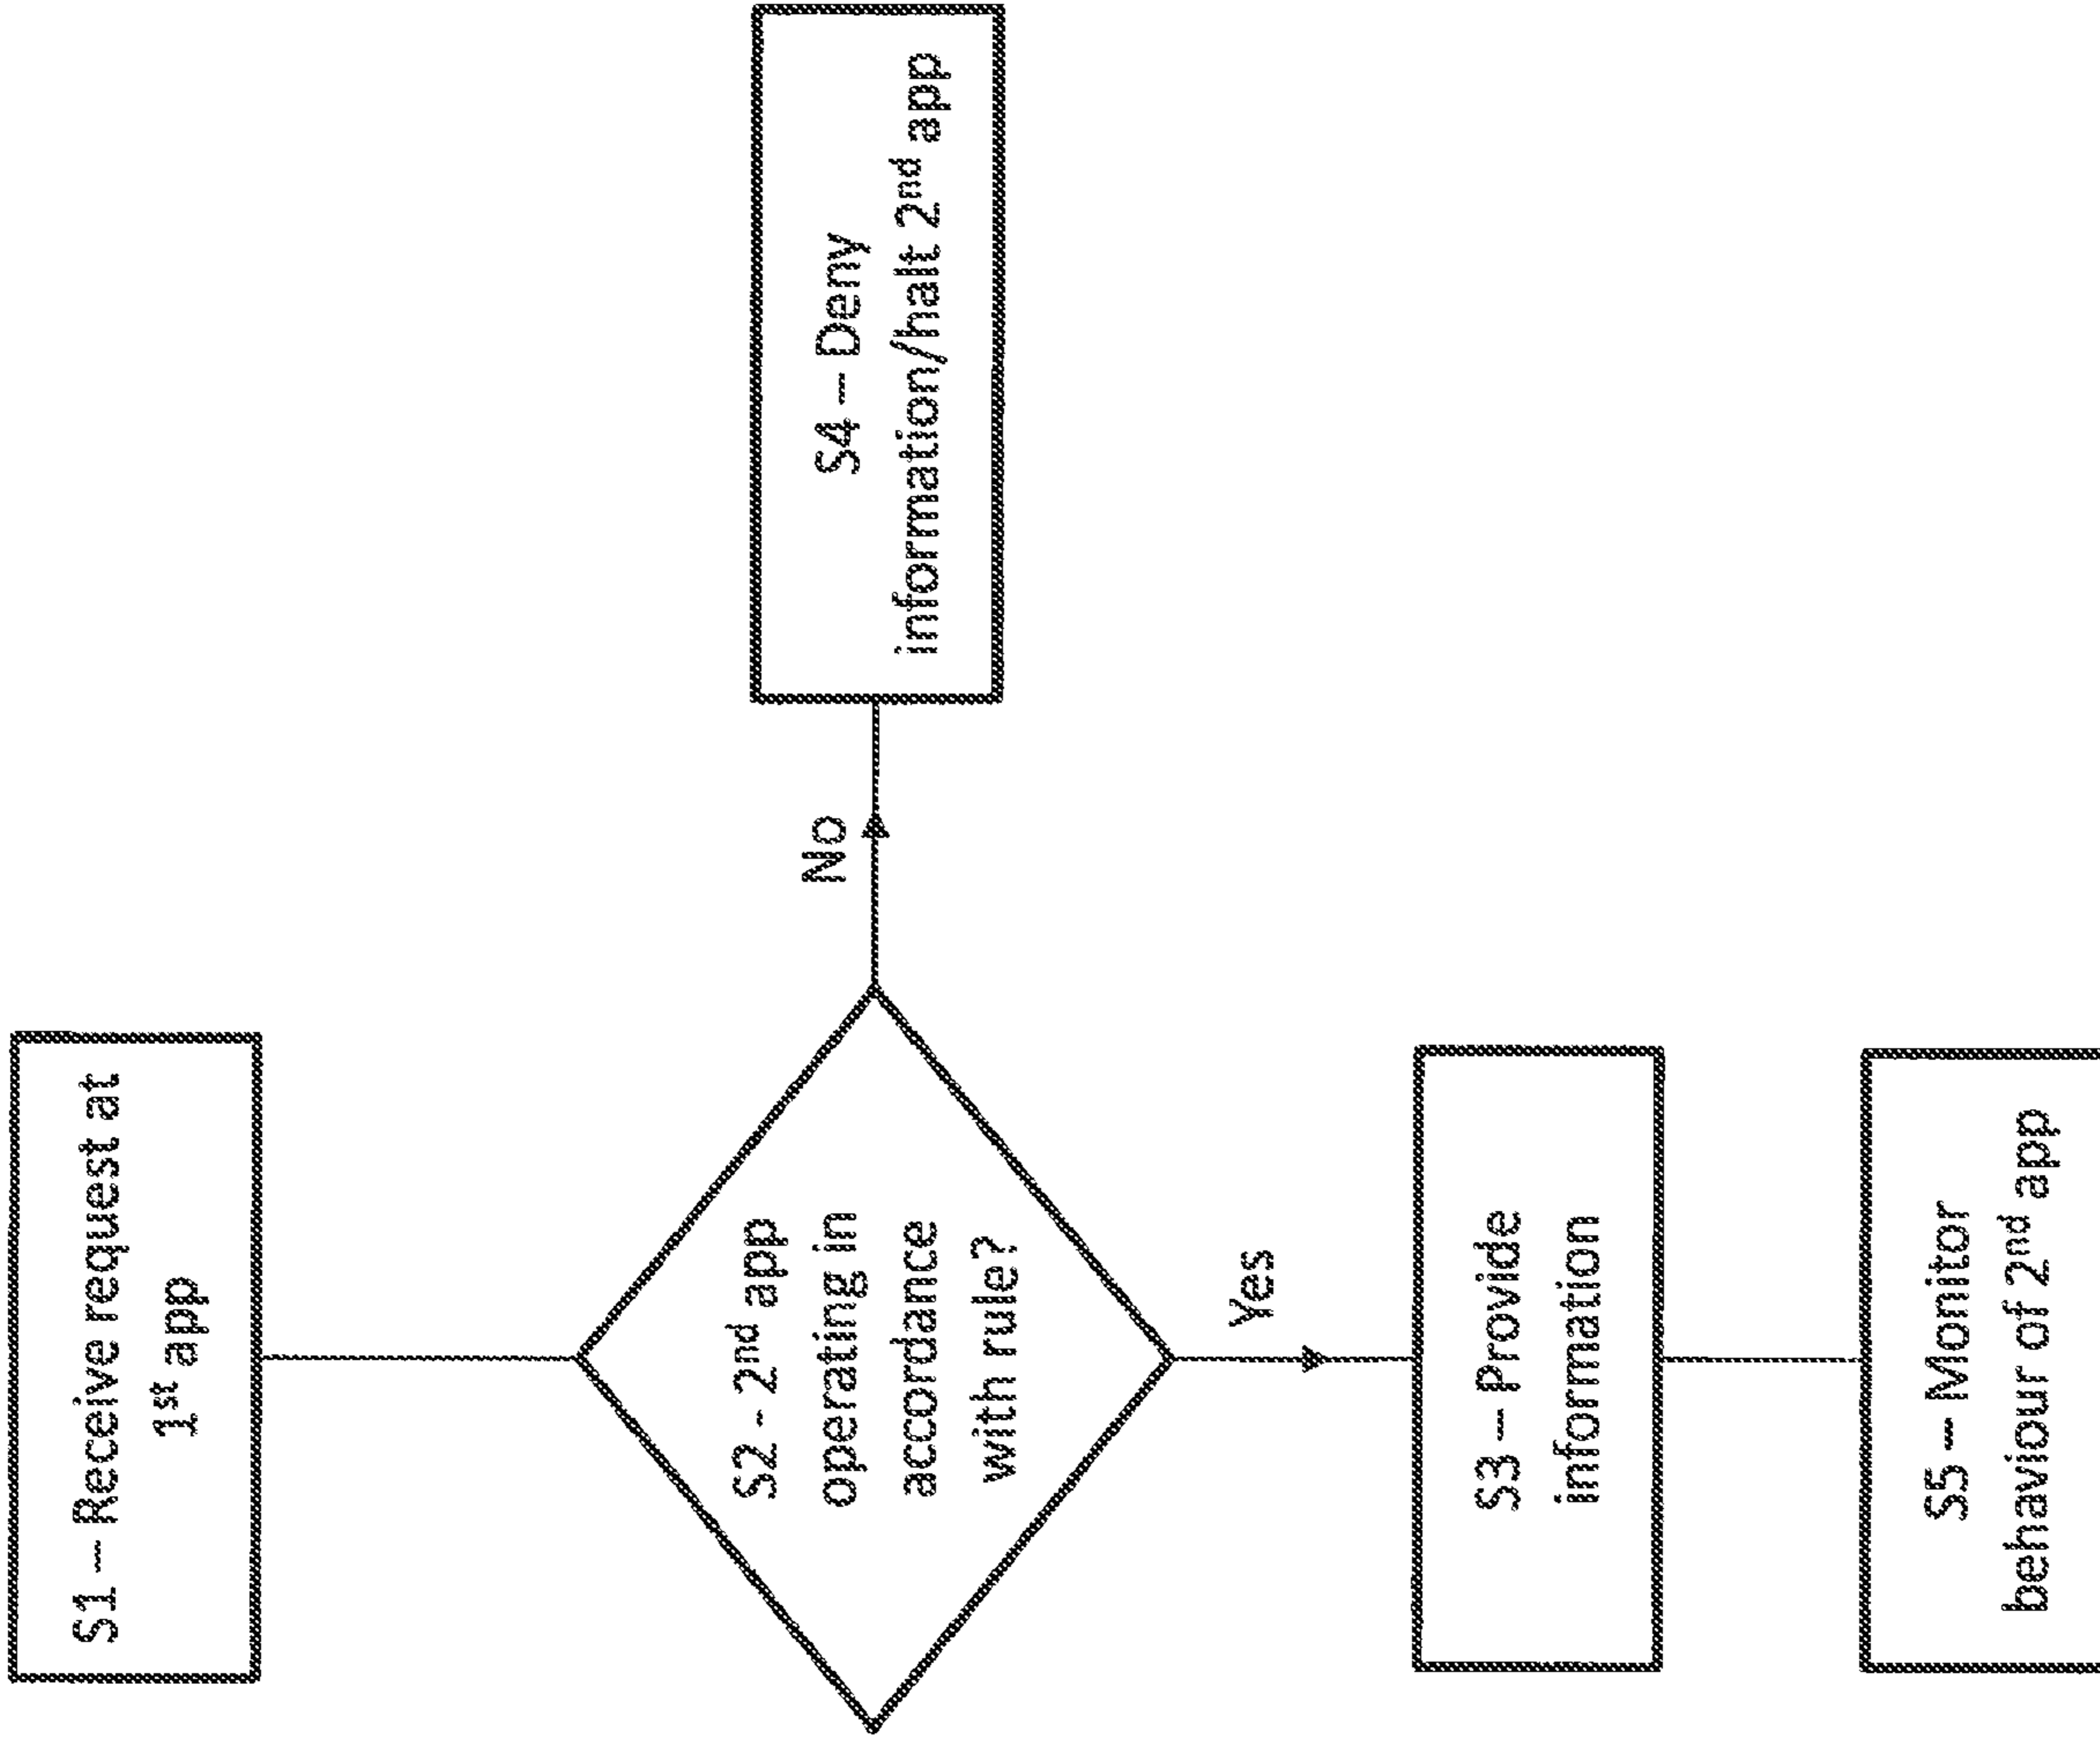 S1 – Receive request at
1st app
S2 - 2nd app
operating in
accordance
with rule?
No
S4 – Deny
information/halt 2nd app
Yes
S3 – Provide
information
S5 – Monitor
behaviour of 2nd app